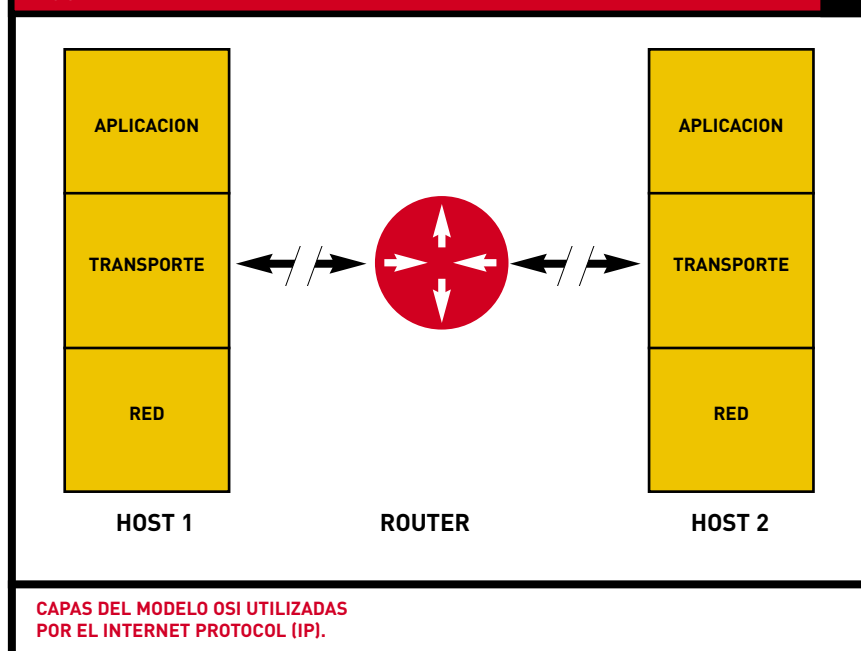 APLICACION
APLICACION
TRANSPORTE
TRANSPORTE
RED
RED
HOST 1
ROUTER
HOST 2
CAPAS DEL MODELO OSI UTILIZADAS
POR EL INTERNET PROTOCOL (IP).